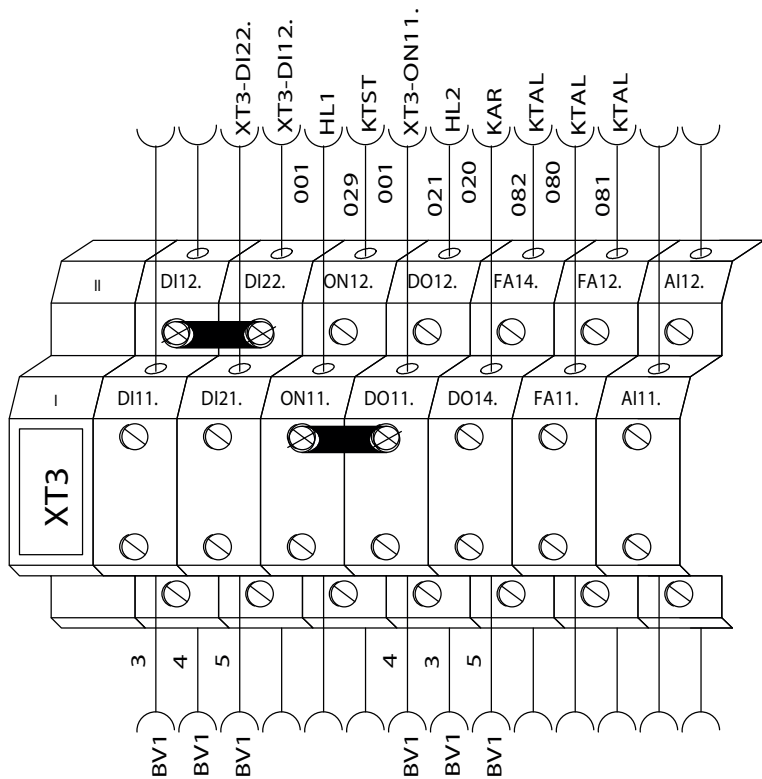 XT3-DI22.
XT3-DI12.
HL1
KTST
XT3-ON11.
HL2
KAR
KTAL
KTAL
KTAL
001
029
001
021
020
082
080
081
II
DI12.
DI22.
ON12.
DO12.
FA14.
FA12.
AI12.
I
DI11.
DI21.
ON11.
DO11.
DO14.
FA11.
AI11.
XT3
3
4
5
4
3
5
BV1
BV1
BV1
BV1
BV1
BV1